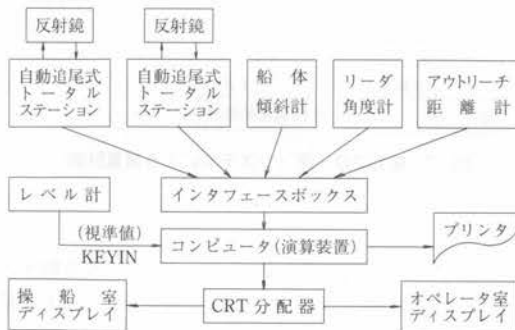 反射鏡
反射鏡
自動追尾式
トータル
ステーション
自動追尾式
トータル
ステーション
船体
傾斜計
リーダ
角度計
アウトリーチ
距離計
レベル計
インタフェースボックス
(視準値)
KEYIN
コンピュータ(演算装置)
プリンタ
操船室
ディスプレイ
CRT分配器
オペレータ室
ディスプレイ